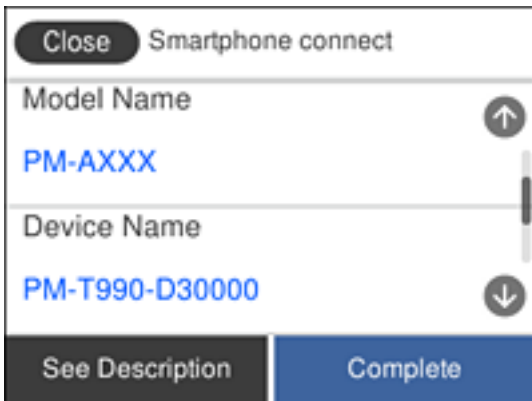 Close Smartphone connect
Model Name
PM-AXXX
Device Name
PM-T990-D30000
See Description Complete